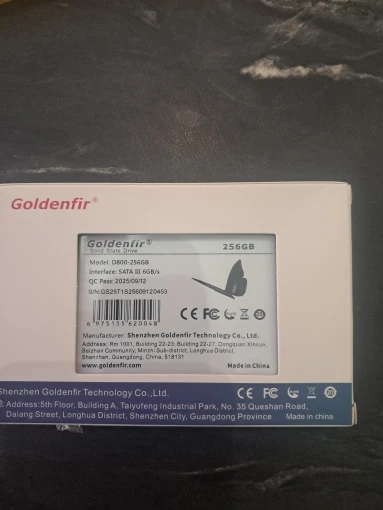 Goldenfir®
Goldenfir®
Solid State Drive
256GB
Model: D800-256GB
Interface: SATA III 6GB/s
QC Pass: 2025/09/12
S/N:GS25T1S25609120453
6 975135 620048
Manufacturer: Shenzhen Goldenfir Technology Co., Ltd.
Address: Rm 1001, Building 22-23, Building 22-27, Dongquan Xincun,
Beizhan Community, Minzhi Sub-district, Longhua District,
Shenzhen, Guangdong, China, 518131
www.goldenfir.com
Made in China
Shenzhen Goldenfir Technology Co.,Ltd.
Address:5th Floor, Building A, Taiyufeng Industrial Park, No. 35 Queshan Road,
Dalang Street, Longhua District, Shenzhen City, Guangdong Province
Made in china